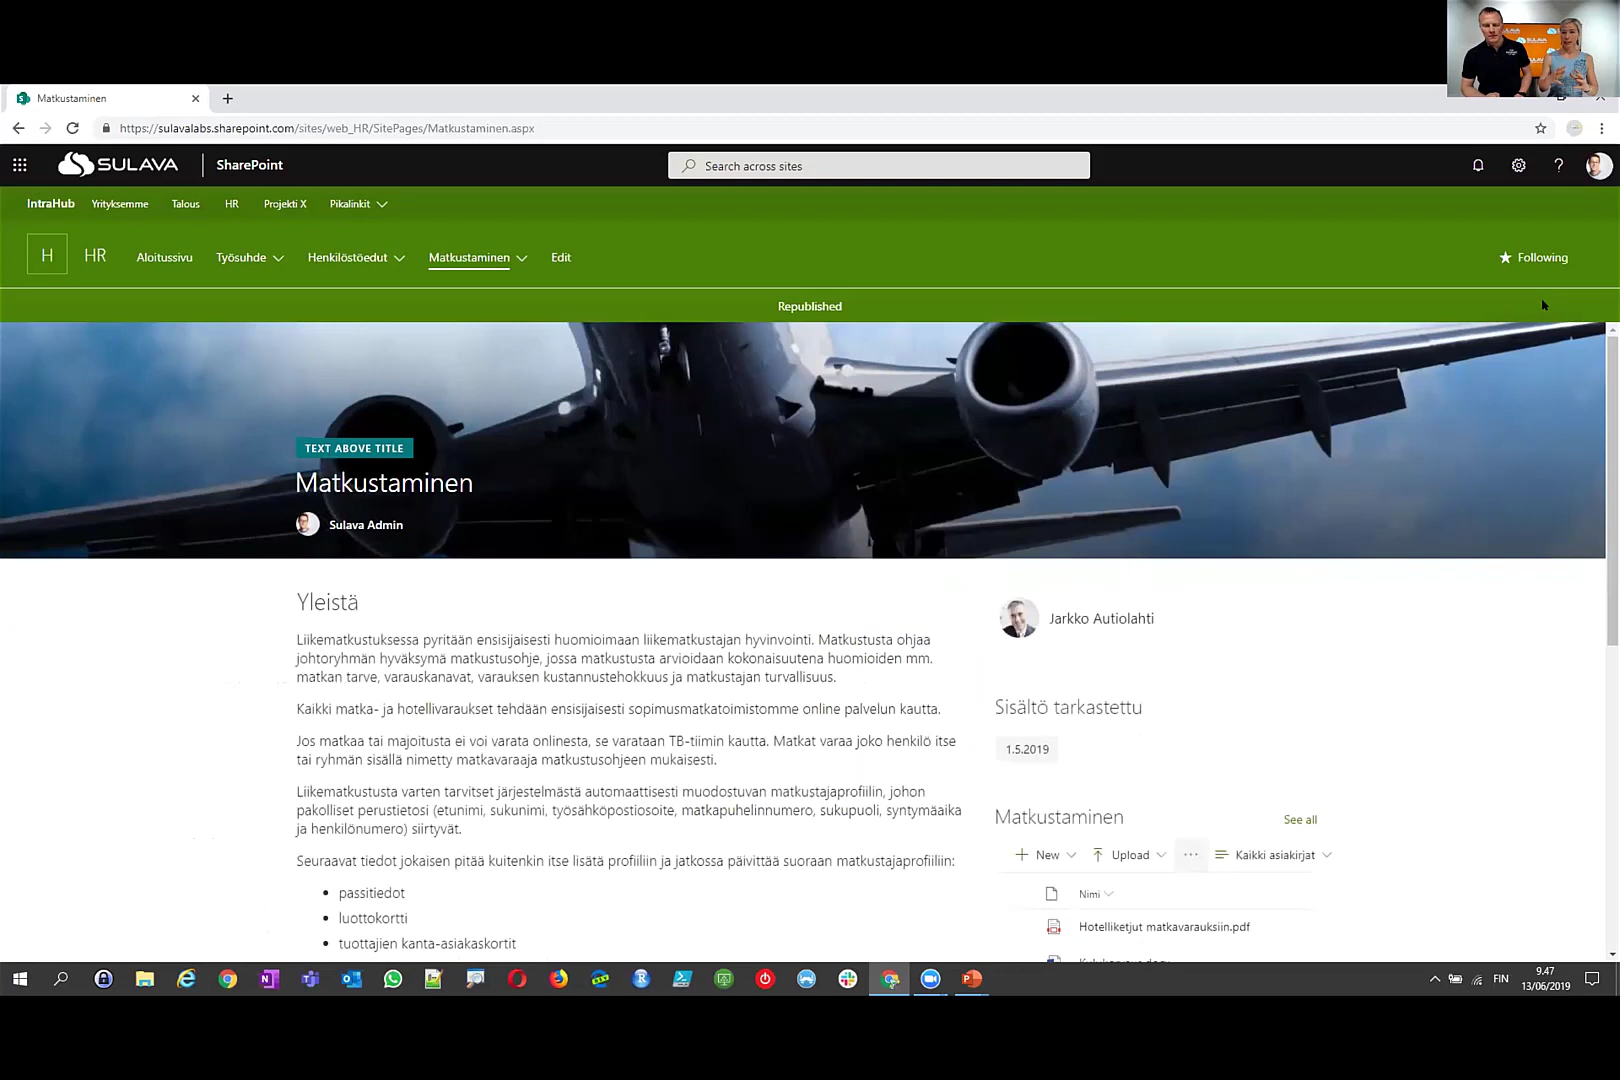 SULAVA
SULAVA
Matkustaminen
https://sulavalabs.sharepoint.com/sites/web_HR/SitePages/Matkustaminen.aspx
SULAVA
SharePoint
Search across sites
IntraHub
Yrityksemme
Talous
HR
Projekti X
Pikalinkit
H
HR
Aloitussivu
Työsuhde
Henkilöstöedut
Matkustaminen
Edit
Following
Republished
TEXT ABOVE TITLE
Matkustaminen
Sulava Admin
Yleistä
Liikematkustuksessa pyritään ensisijaisesti huomioimaan liikematkustajan hyvinvointi. Matkustusta ohjaa
johtoryhmän hyväksymä matkustusohje, jossa matkustusta arvioidaan kokonaisuutena huomioiden mm.
matkan tarve, varauskanavat, varauksen kustannustehokkuus ja matkustajan turvallisuus.
Kaikki matka- ja hotellivaraukset tehdään ensisijaisesti sopimusmatkatoimistomme online palvelun kautta.
Jos matkaa tai majoitusta ei voi varata onlinesta, se varataan TB-tiimin kautta. Matkat varaa joko henkilö itse
tai ryhmän sisällä nimetty matkavaraaja matkustusohjeen mukaisesti.
Liikematkustusta varten tarvitset järjestelmästä automaattisesti muodostuvan matkustajaprofiilin, johon
pakolliset perustietosi (etunimi, sukunimi, työsähköpostiosoite, matkapuhelinnumero, sukupuoli, syntymäaika
ja henkilönumero) siirtyvät.
Seuraavat tiedot jokaisen pitää kuitenkin itse lisätä profiiliin ja jatkossa päivittää suoraan matkustajaprofiiliin:
passitiedot
luottokortti
tuottajien kanta-asiakaskortit
Jarkko Autiolahti
Sisältö tarkastettu
1.5.2019
Matkustaminen
See all
New
Upload
Kaikki asiakirjat
Nimi
Hotelliketjut matkavarauksiin.pdf
FIN
9.47
13/06/2019